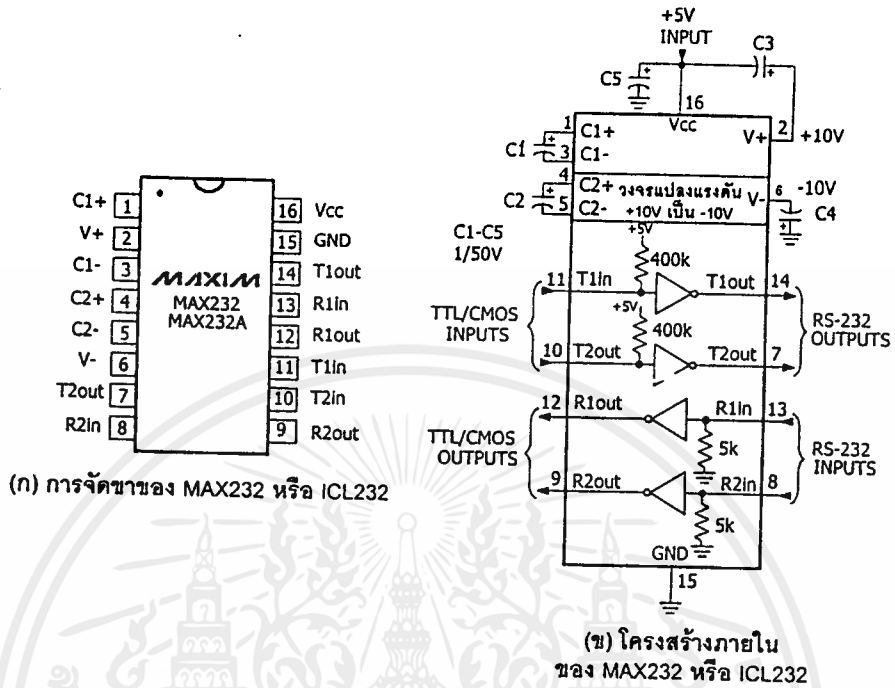 C1+ 1
V+ 2
C1- 3
C2+ 4
C2- 5
V- 6
T2out 7
R2in 8
16 Vcc
15 GND
14 T1out
13 R1in
12 R1out
11 T1in
10 T2in
9 R2out
MAXIM
MAX232
MAX232A
(ก) การจัดขาของ MAX232 หรือ ICL232
+5V
INPUT
C3
+
C5
+
16
Vcc
1 C1+
C1
+
3 C1-
V+ 2
+10V
4 C2+
C2
+
5 C2-
วงจรแปลงแรงดัน
+10V เป็น -10V
V- 6
-10V
C4
+
C1-C5
1/50V
+5V
400k
11 T1in
T1out 14
+5V
400k
TTL/CMOS
INPUTS
10 T2out
T2out 7
RS-232
OUTPUTS
12 R1out
R1in 13
5k
TTL/CMOS
OUTPUTS
9 R2out
R2in 8
5k
RS-232
INPUTS
GND
15
(ข) โครงสร้างภายใน
ของ MAX232 หรือ ICL232